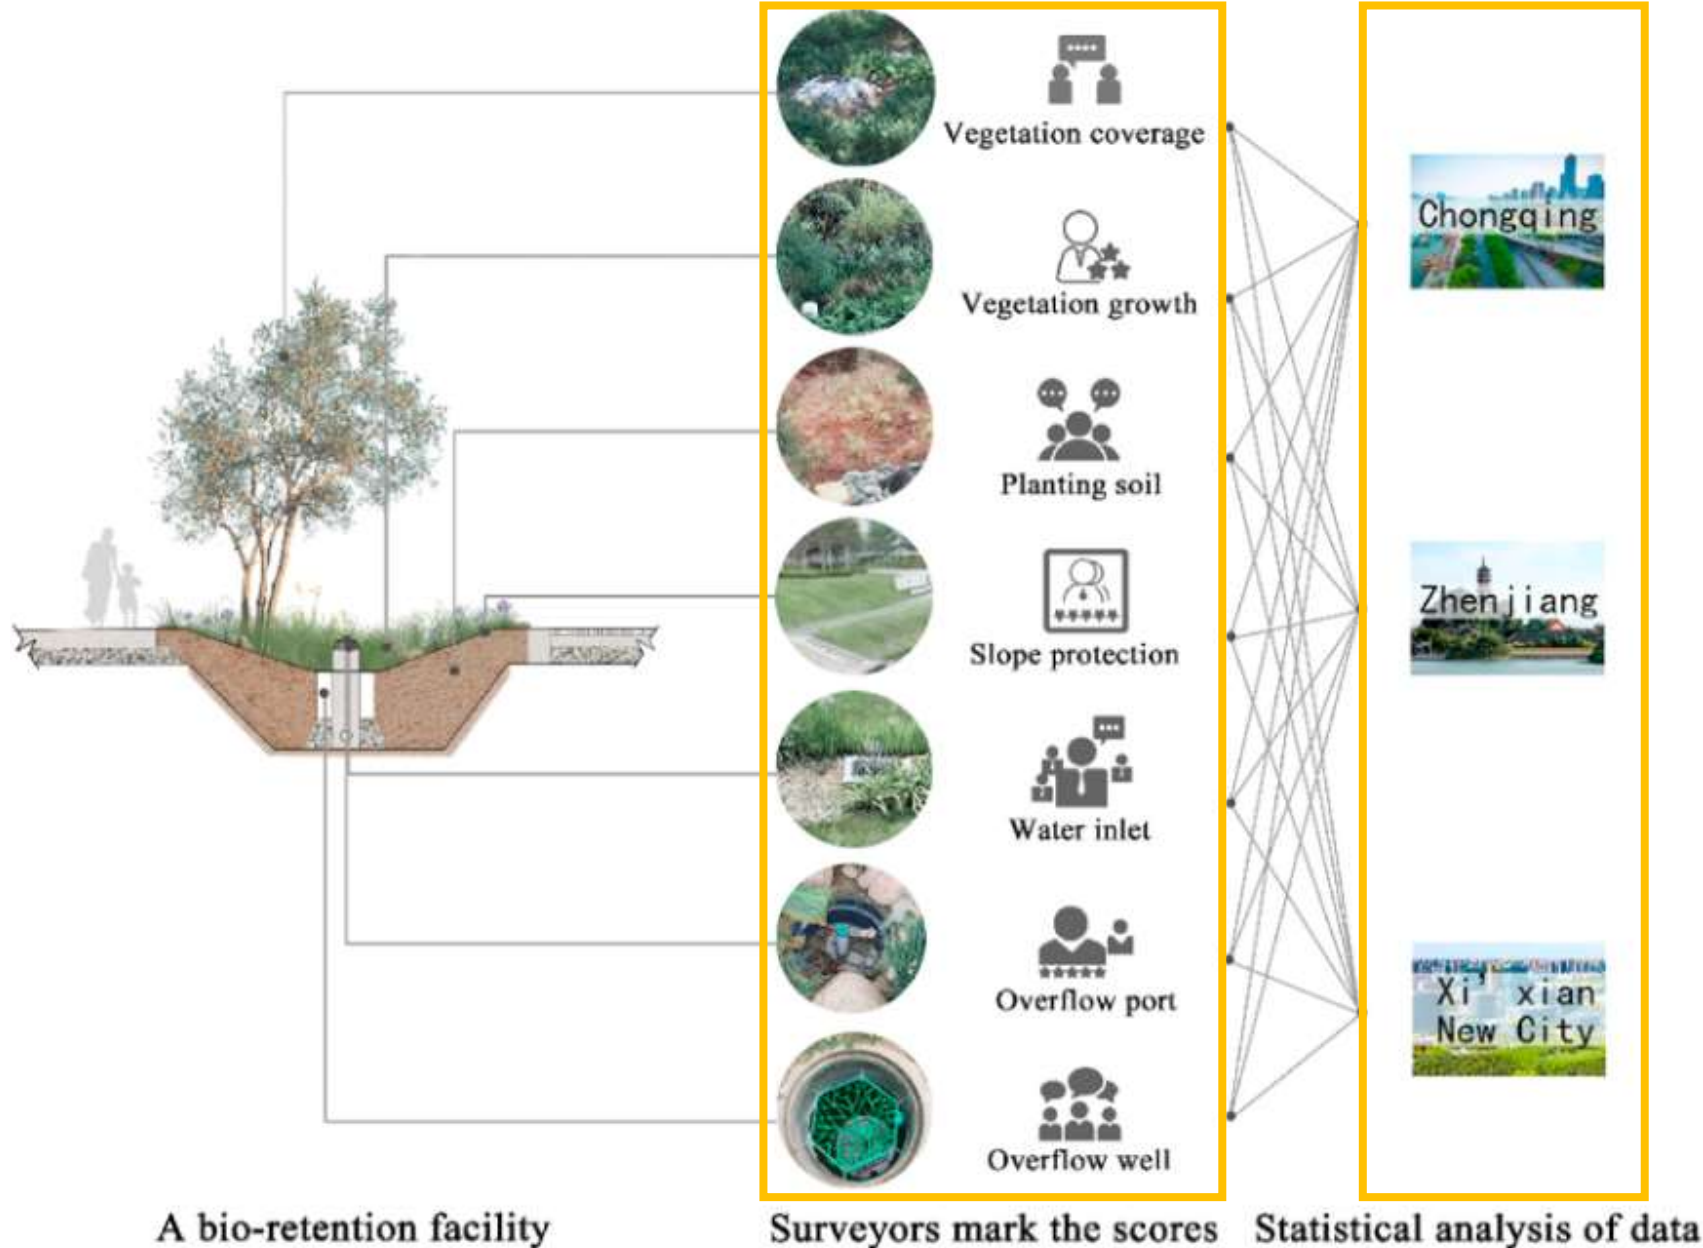 Vegetation coverage
Vegetation growth
Planting soil
Slope protection
Water inlet
Overflow port
Overflow well
Chongqing
Zhenjiang
Xi' xian
New City
A bio-retention facility
Surveyors mark the scores
Statistical analysis of data